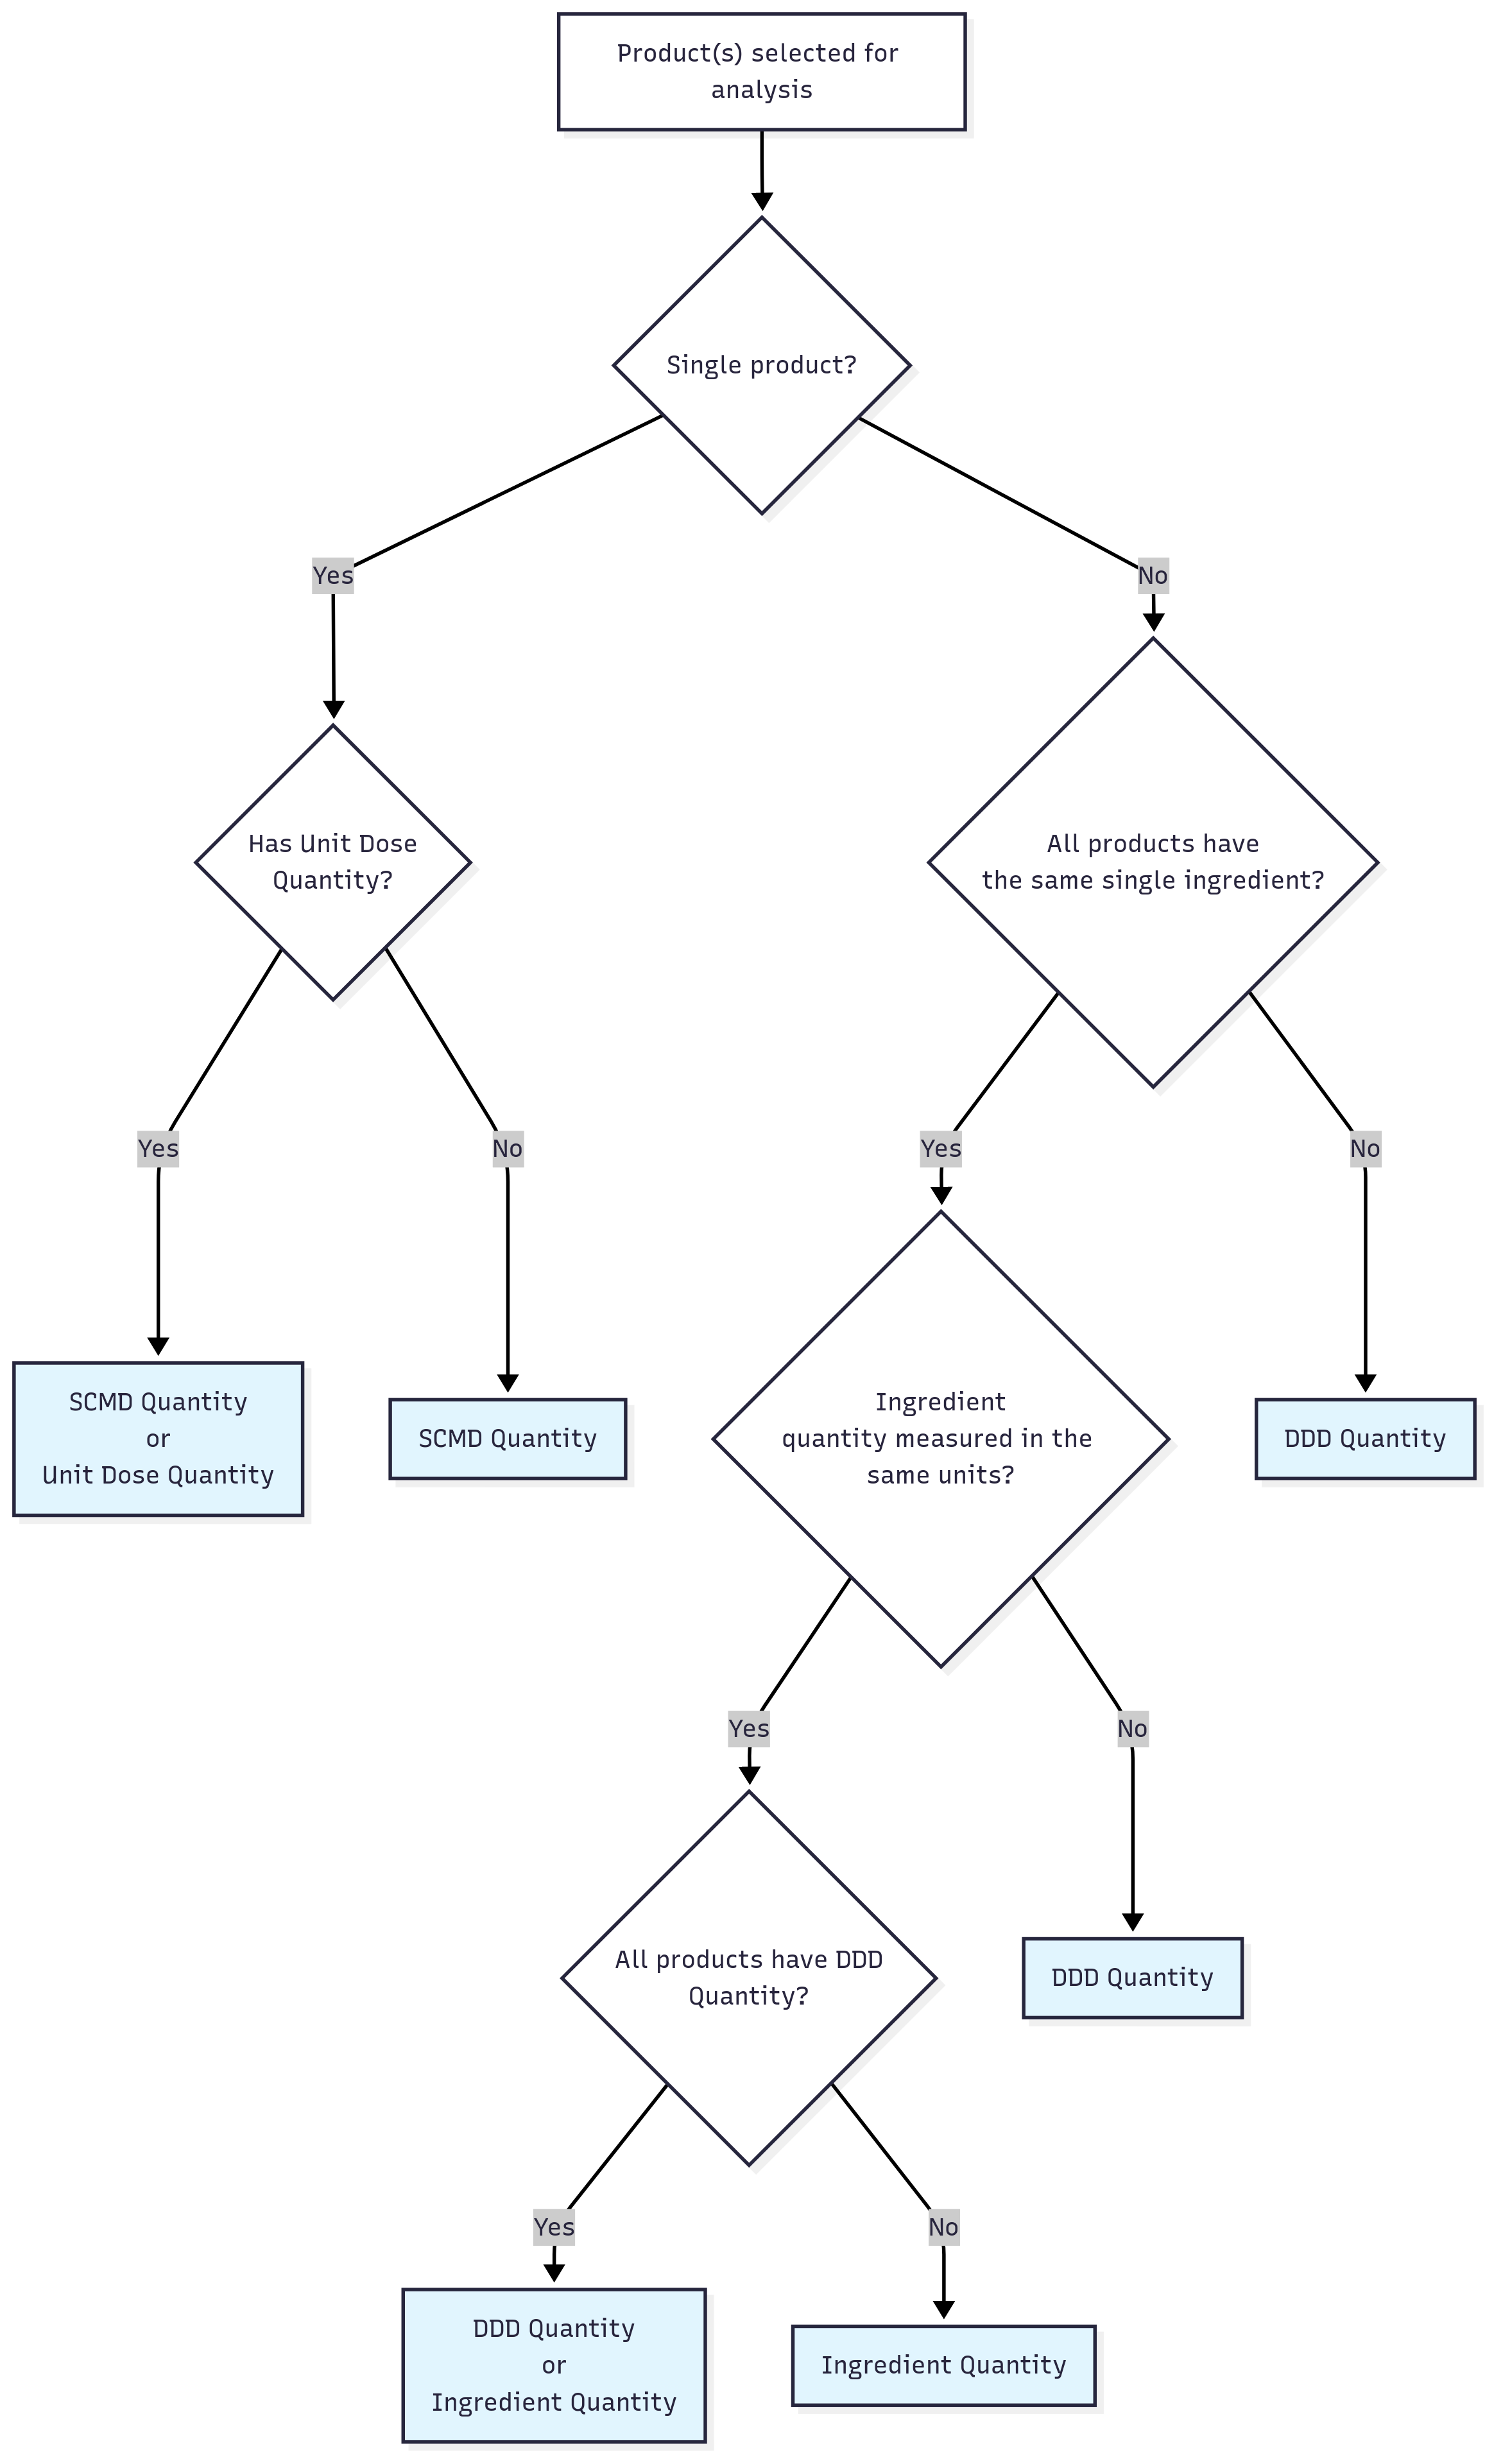 Product(s) selected for
analysis
Single product?
Yes
No
Has Unit Dose
Quantity?
All products have
the same single ingredient?
Yes
No
Yes
No
SCMD Quantity
or
Unit Dose Quantity
SCMD Quantity
Ingredient
quantity measured in the
same units?
DDD Quantity
Yes
No
All products have DDD
Quantity?
DDD Quantity
Yes
No
DDD Quantity
or
Ingredient Quantity
Ingredient Quantity